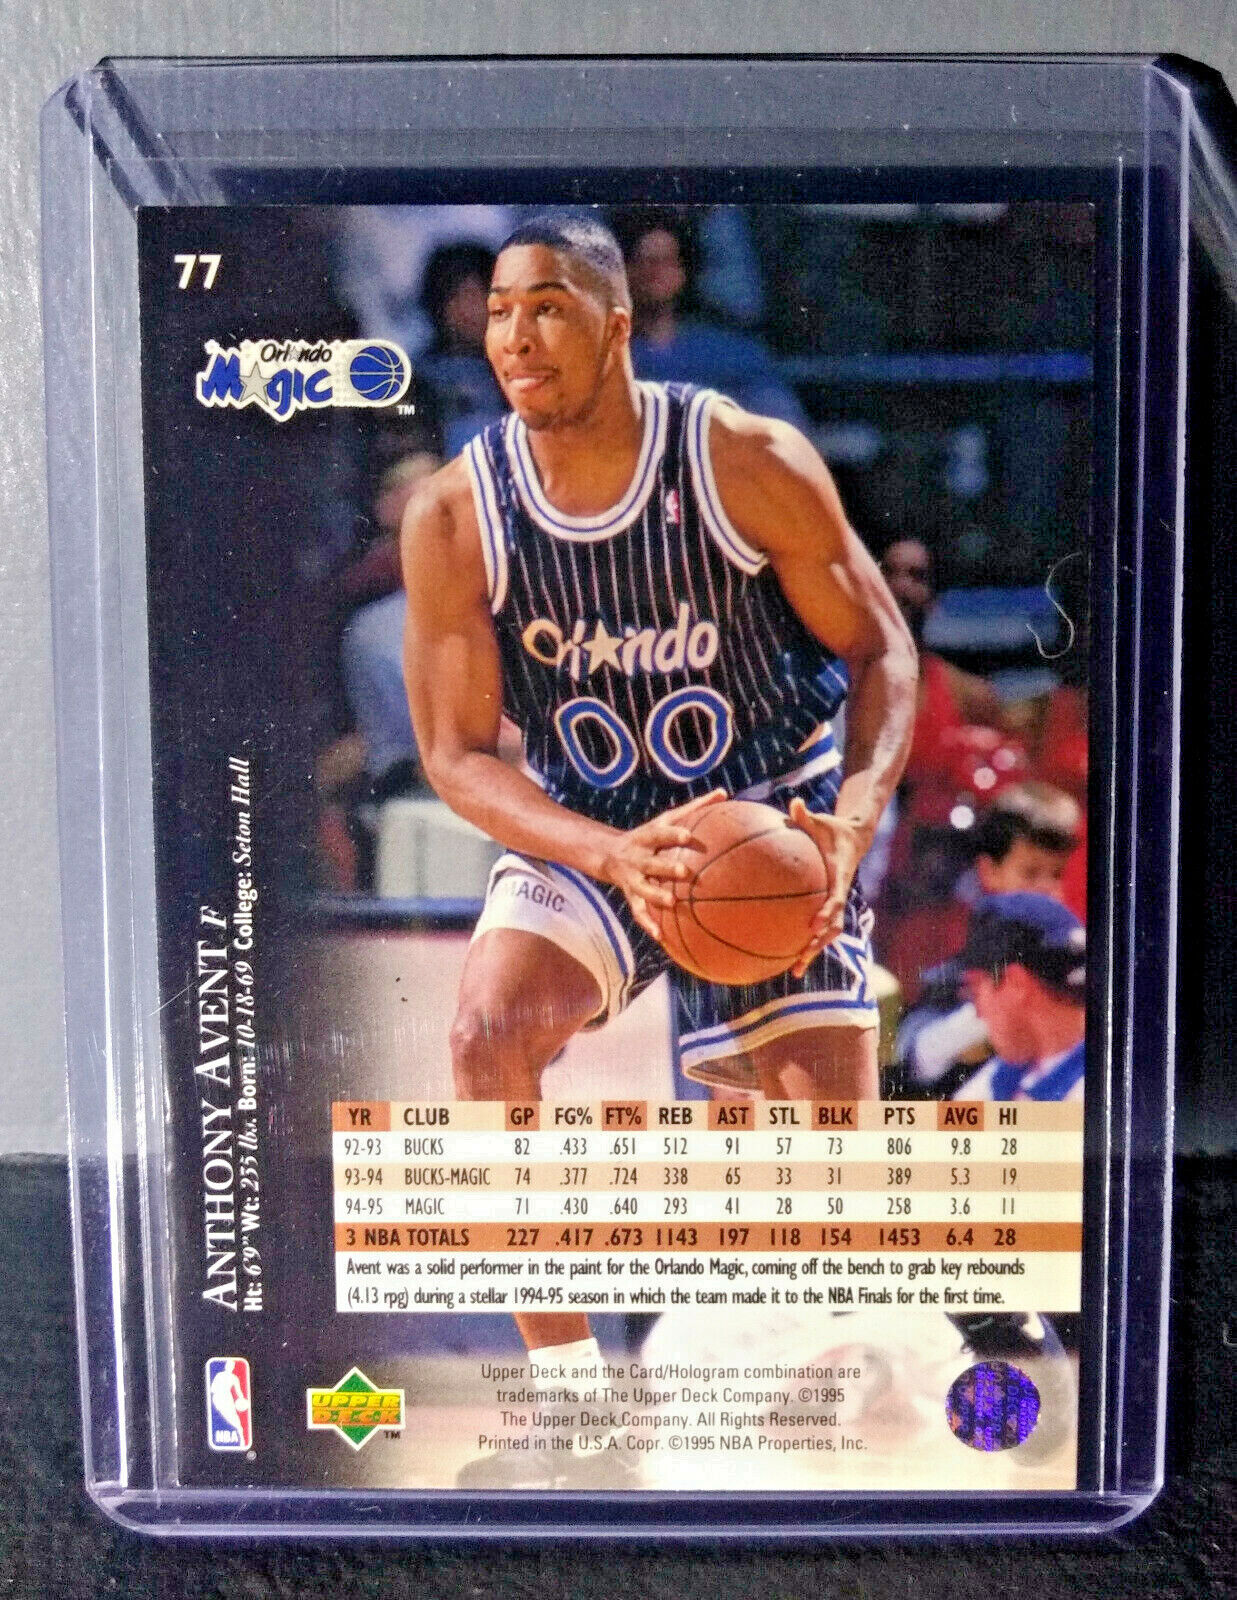 77
Orlando
Magic
TM
Orlando
00
MAGIC
ANTHONY AVENT F
Ht: 6'9" Wt: 235 lbs. Born: 10-18-69 College: Seton Hall
YR CLUB GP FG% FT% REB AST STL BLK PTS AVG HI
92-93 BUCKS 82 .433 .651 512 91 57 73 806 9.8 28
93-94 BUCKS-MAGIC 74 .377 .724 338 65 33 31 389 5.3 19
94-95 MAGIC 71 .430 .640 293 41 28 50 258 3.6 11
3 NBA TOTALS 227 .417 .673 1143 197 118 154 1453 6.4 28
Avent was a solid performer in the paint for the Orlando Magic, coming off the bench to grab key rebounds
(4.13 rpg) during a stellar 1994-95 season in which the team made it to the NBA Finals for the first time.
NBA
®
UPPER
DECK
TM
Upper Deck and the Card/Hologram combination are
trademarks of The Upper Deck Company. ©1995
The Upper Deck Company. All Rights Reserved.
Printed in the U.S.A. Copr. ©1995 NBA Properties, Inc.